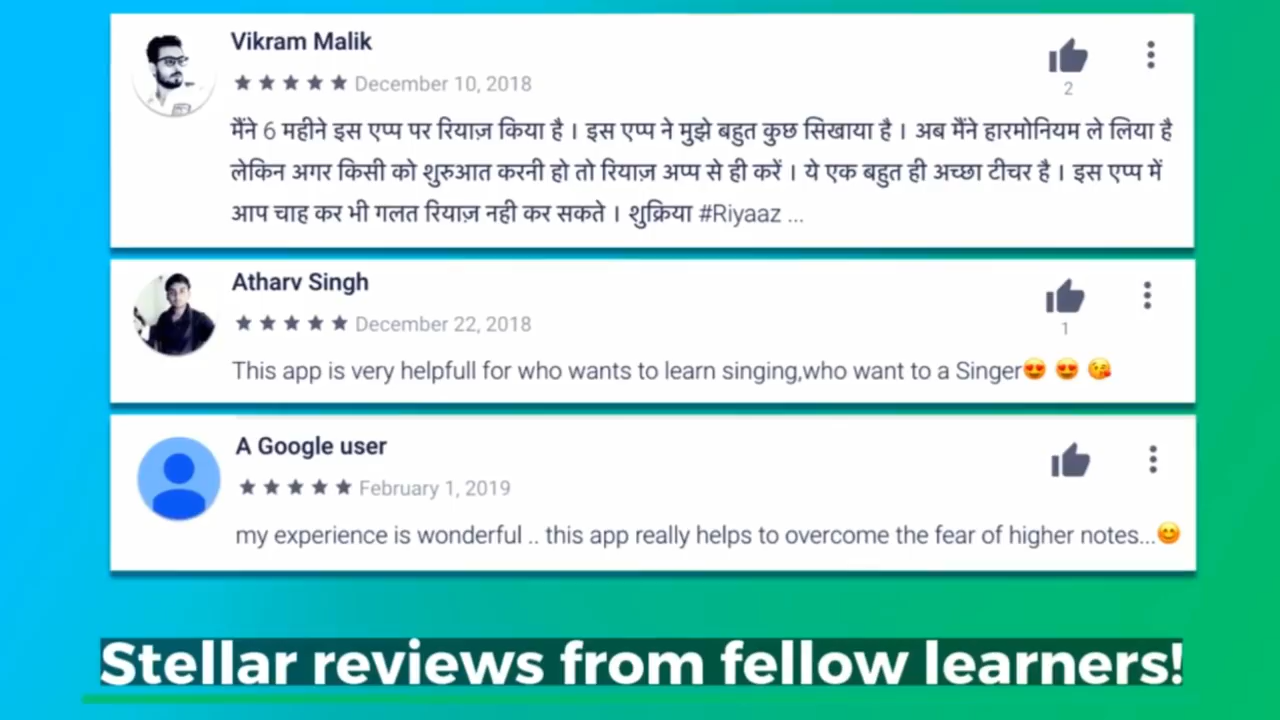 Vikram Malik
★★★★★ December 10, 2018
2
मैंने 6 महीने इस एप्प पर रियाज़ किया है । इस एप्प ने मुझे बहुत कुछ सिखाया है । अब मैंने हारमोनियम ले लिया है
लेकिन अगर किसी को शुरुआत करनी हो तो रियाज़ अप्प से ही करें । ये एक बहुत ही अच्छा टीचर है । इस एप्प में
आप चाह कर भी गलत रियाज़ नही कर सकते । शुक्रिया #Riyaaz ...
Atharv Singh
★★★★★ December 22, 2018
1
This app is very helpfull for who wants to learn singing,who want to a Singer😍 😍 😘
A Google user
★★★★★ February 1, 2019
my experience is wonderful .. this app really helps to overcome the fear of higher notes...😊
Stellar reviews from fellow learners!